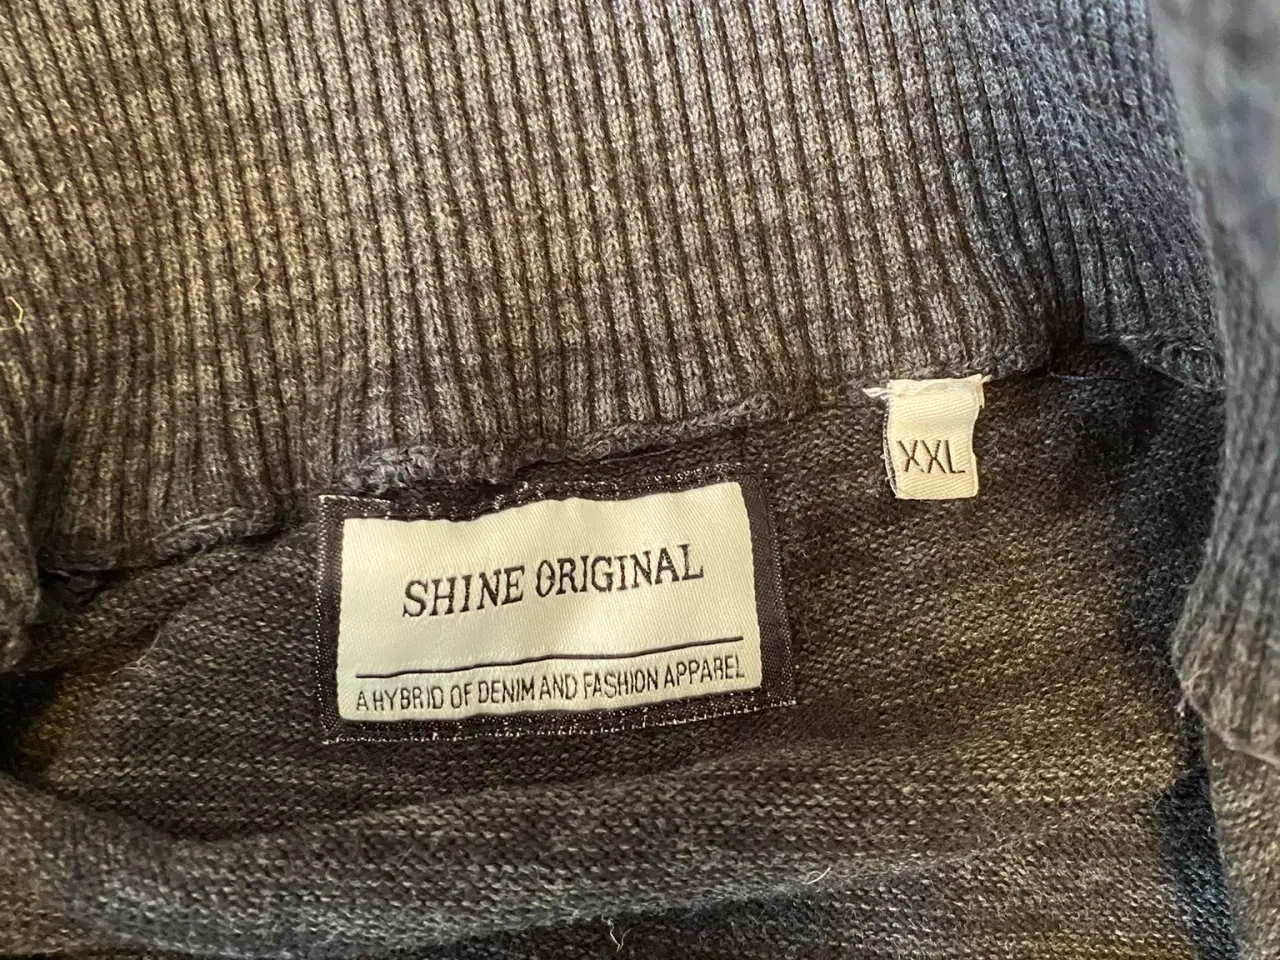 XXL
SHINE ORIGINAL
A HYBRID OF DENIM AND FASHION APPAREL